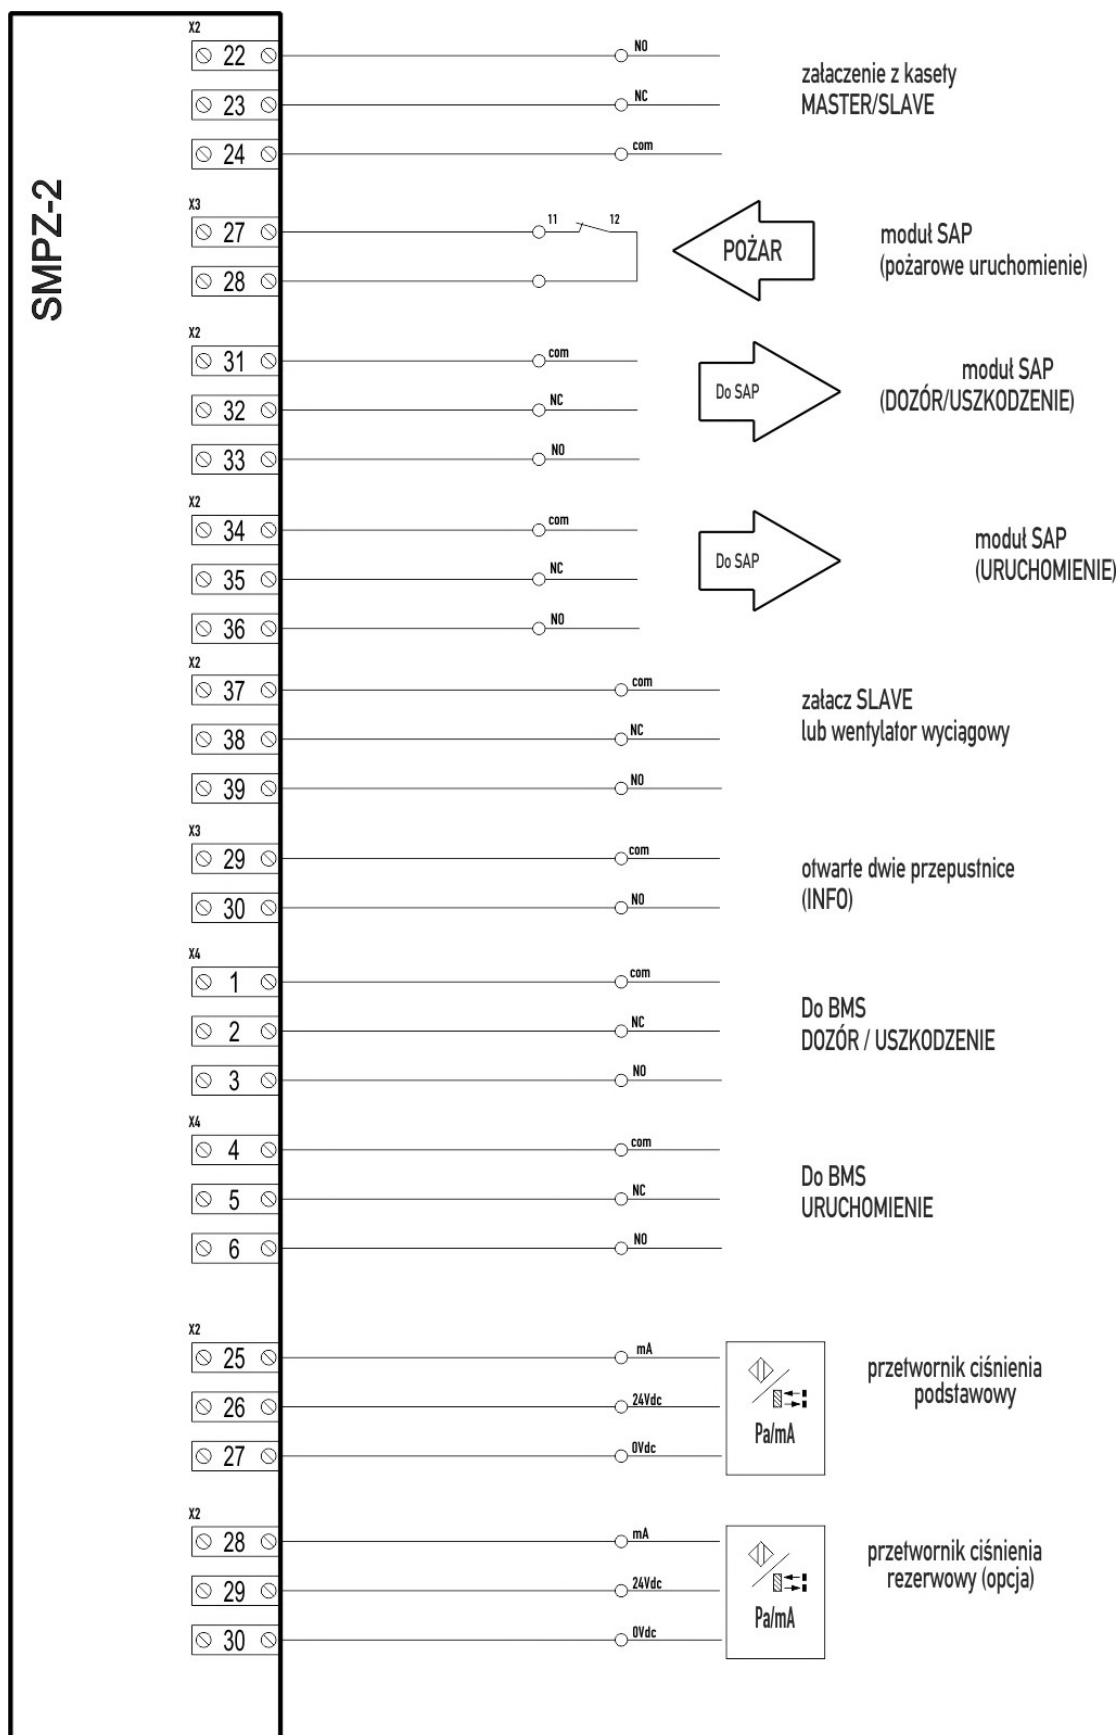 SMPZ-2
X2
22 NO
23 NC
24 com
załaczenie z kasety
MASTER/SLAVE
X3
27 11 12
28
POŻAR
moduł SAP
(pożarowe uruchomienie)
X2
31 com
32 NC
33 NO
Do SAP
moduł SAP
(DOZÓR/USZKODZENIE)
X2
34 com
35 NC
36 NO
Do SAP
moduł SAP
(URUCHOMIENIE)
X2
37 com
38 NC
39 NO
załacz SLAVE
lub wentylator wyciągowy
X3
29 com
30 NO
otwarte dwie przepustnice
(INFO)
X4
1 com
2 NC
3 NO
Do BMS
DOZÓR / USZKODZENIE
X4
4 com
5 NC
6 NO
Do BMS
URUCHOMIENIE
X2
25 mA
26 24Vdc
27 0Vdc
Pa/mA
przetwornik ciśnienia
podstawowy
X2
28 mA
29 24Vdc
30 0Vdc
Pa/mA
przetwornik ciśnienia
rezerwowy (opcja)